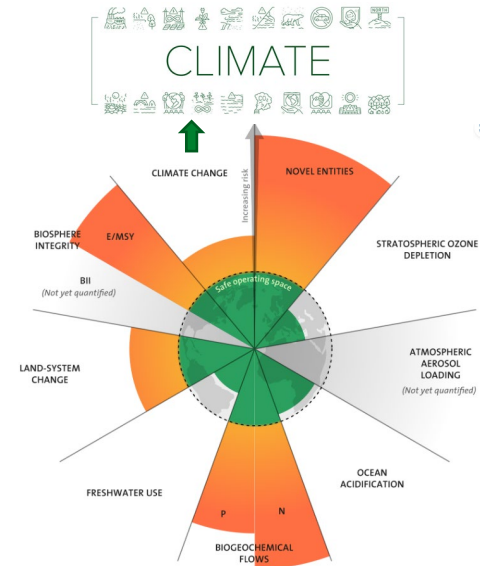 NORTH
CLIMATE
CLIMATE CHANGE
NOVEL ENTITIES
Increasing risk
BIOSPHERE
INTEGRITY
E/MSY
STRATOSPHERIC OZONE
DEPLETION
BII
(Not yet quantified)
Safe operating space
LAND-SYSTEM
CHANGE
ATMOSPHERIC
AEROSOL
LOADING
(Not yet quantified)
FRESHWATER USE
OCEAN
ACIDIFICATION
P
N
BIOGEOCHEMICAL
FLOWS